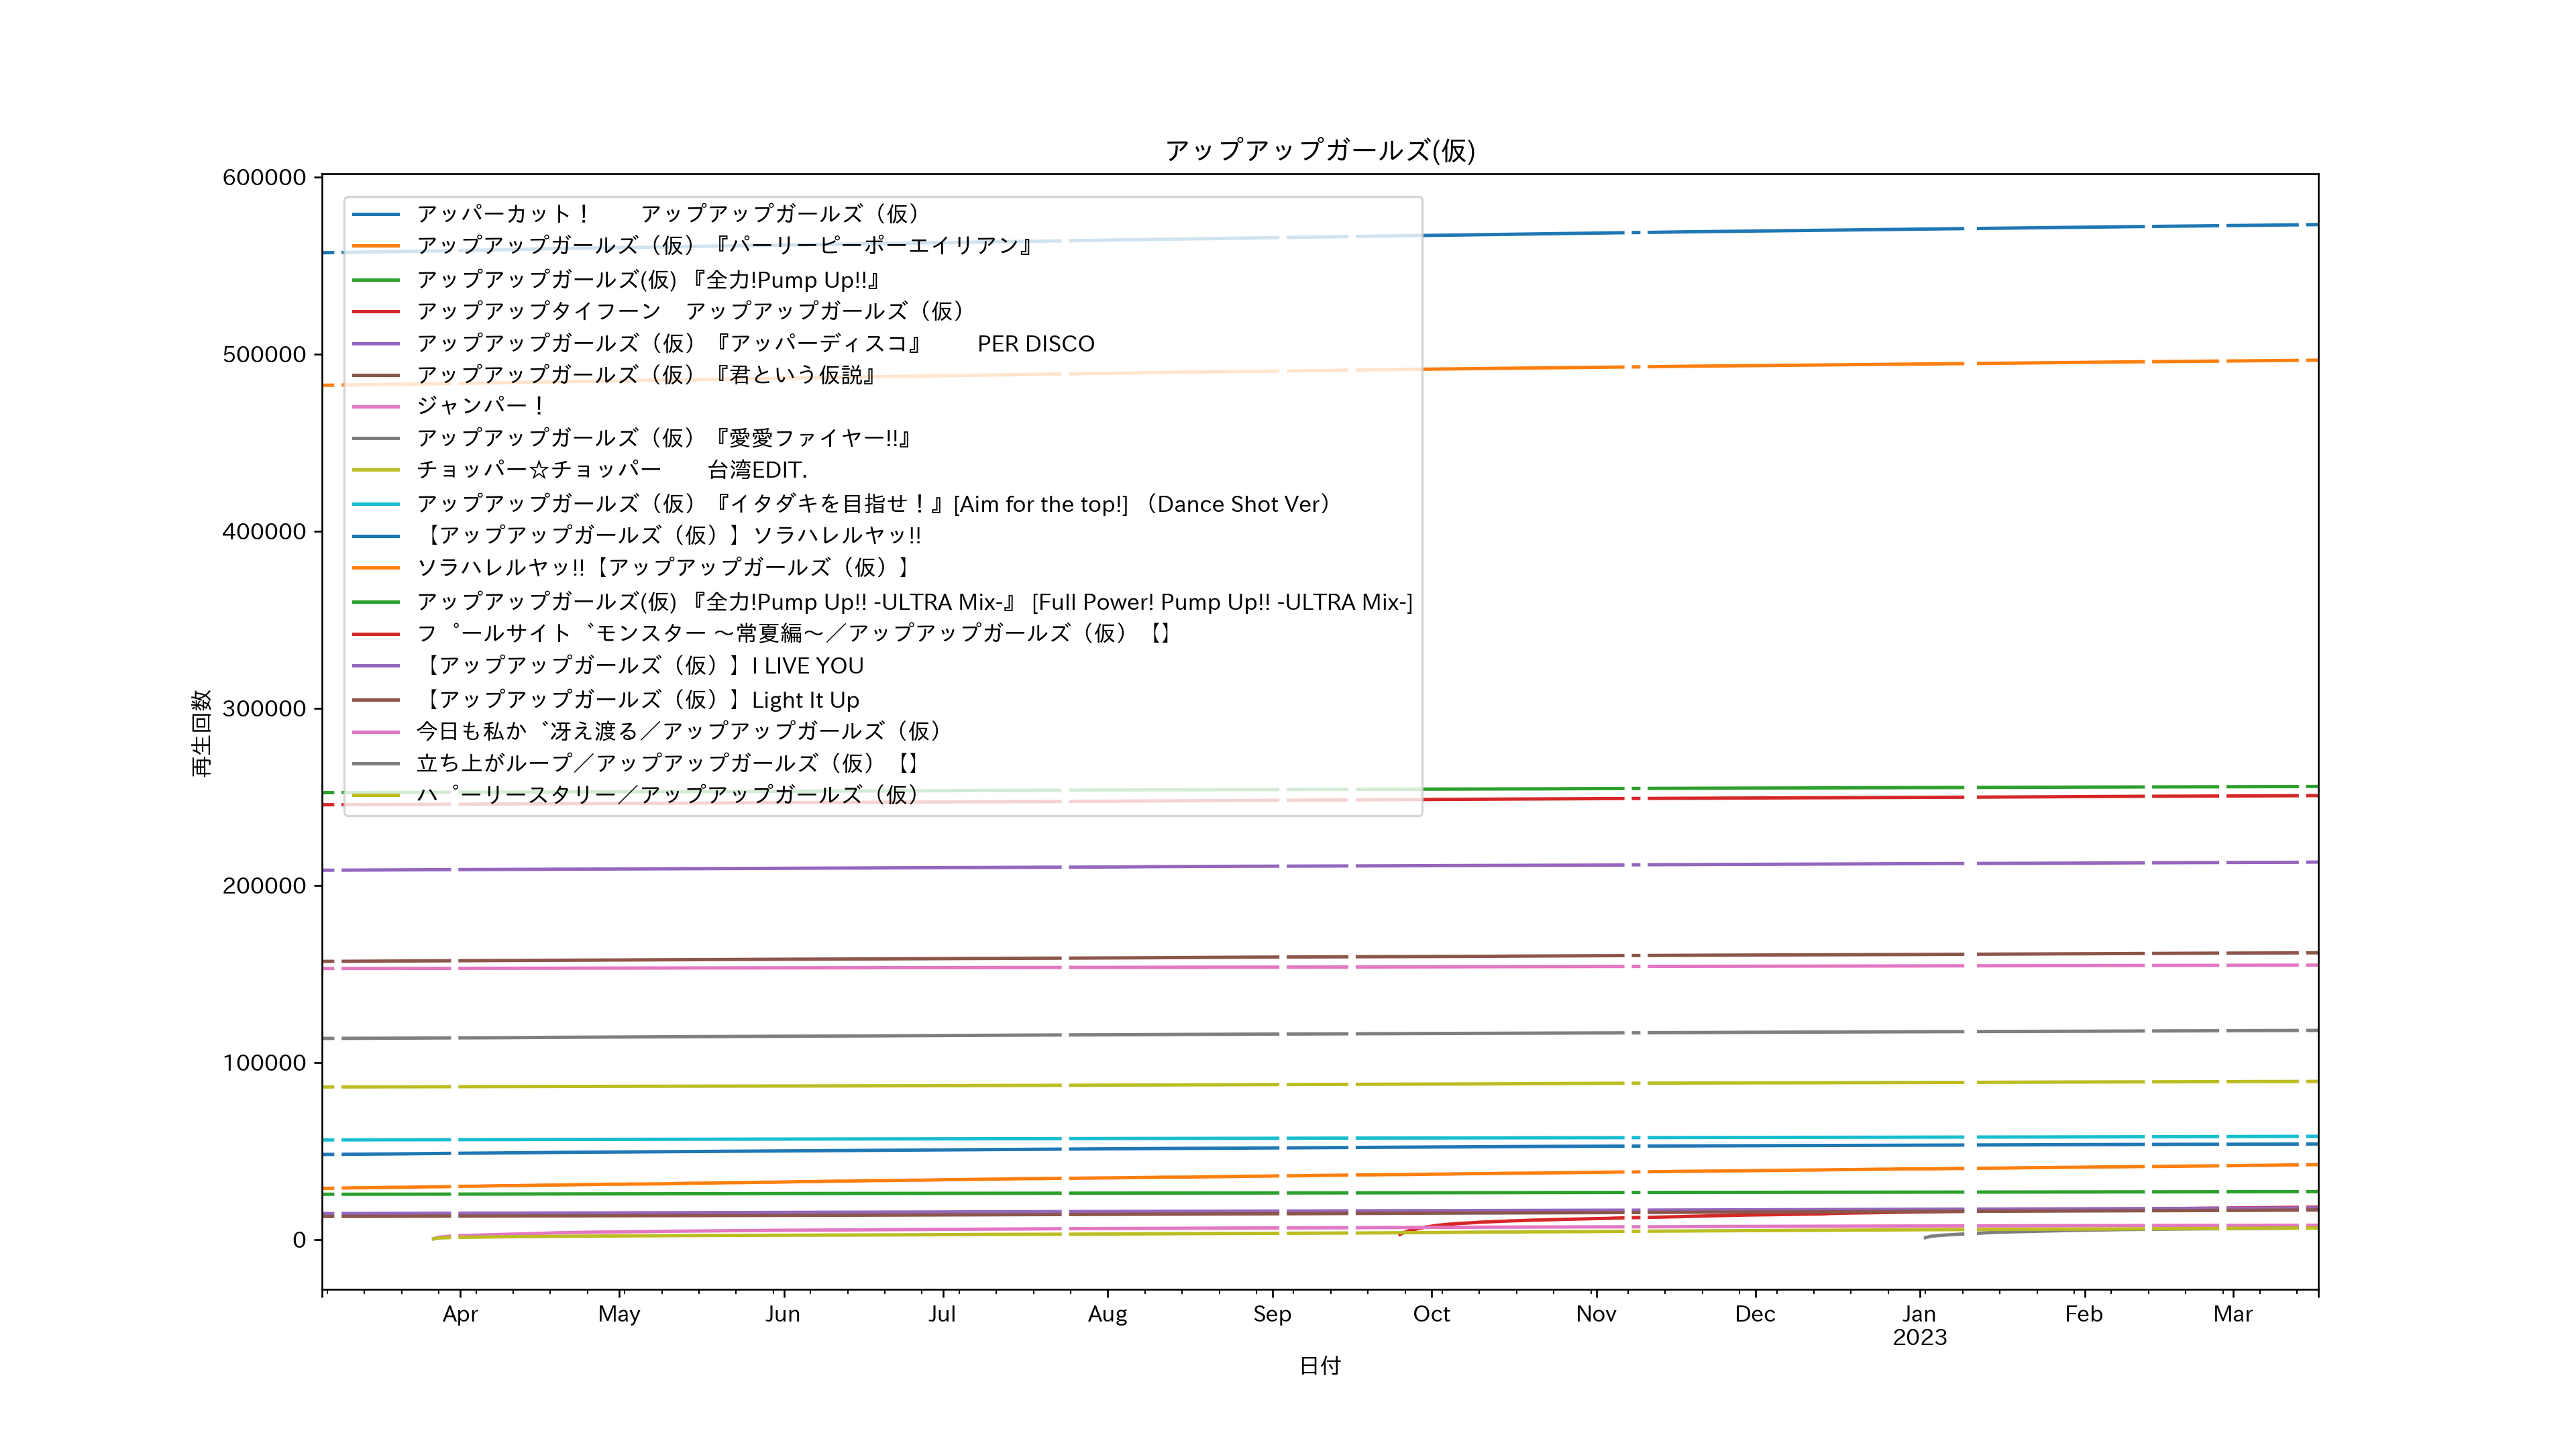 アップアップガールズ(仮)
600000
500000
400000
300000
200000
100000
0
再生回数
アッパーカット！　　アップアップガールズ（仮）
アップアップガールズ（仮）『パーリーピーポーエイリアン』
アップアップガールズ(仮) 『全力!Pump Up!!』
アップアップタイフーン　アップアップガールズ（仮）
アップアップガールズ（仮）『アッパーディスコ』　　PER DISCO
アップアップガールズ（仮）『君という仮説』
ジャンパー！
アップアップガールズ（仮）『愛愛ファイヤー!!』
チョッパー☆チョッパー　　台湾EDIT.
アップアップガールズ（仮）『イタダキを目指せ！』[Aim for the top!] （Dance Shot Ver）
【アップアップガールズ（仮）】ソラハレルヤッ!!
ソラハレルヤッ!!【アップアップガールズ（仮）】
アップアップガールズ(仮) 『全力!Pump Up!! -ULTRA Mix-』 [Full Power! Pump Up!! -ULTRA Mix-]
フ゜ールサイト゛モンスター 〜常夏編〜／アップアップガールズ（仮）【】
【アップアップガールズ（仮）】I LIVE YOU
【アップアップガールズ（仮）】Light It Up
今日も私か゛冴え渡る／アップアップガールズ（仮）
立ち上がループ／アップアップガールズ（仮）【】
ハ゜ーリースタリー／アップアップガールズ（仮）
Apr May Jun Jul Aug Sep Oct Nov Dec Jan Feb Mar
2023
日付